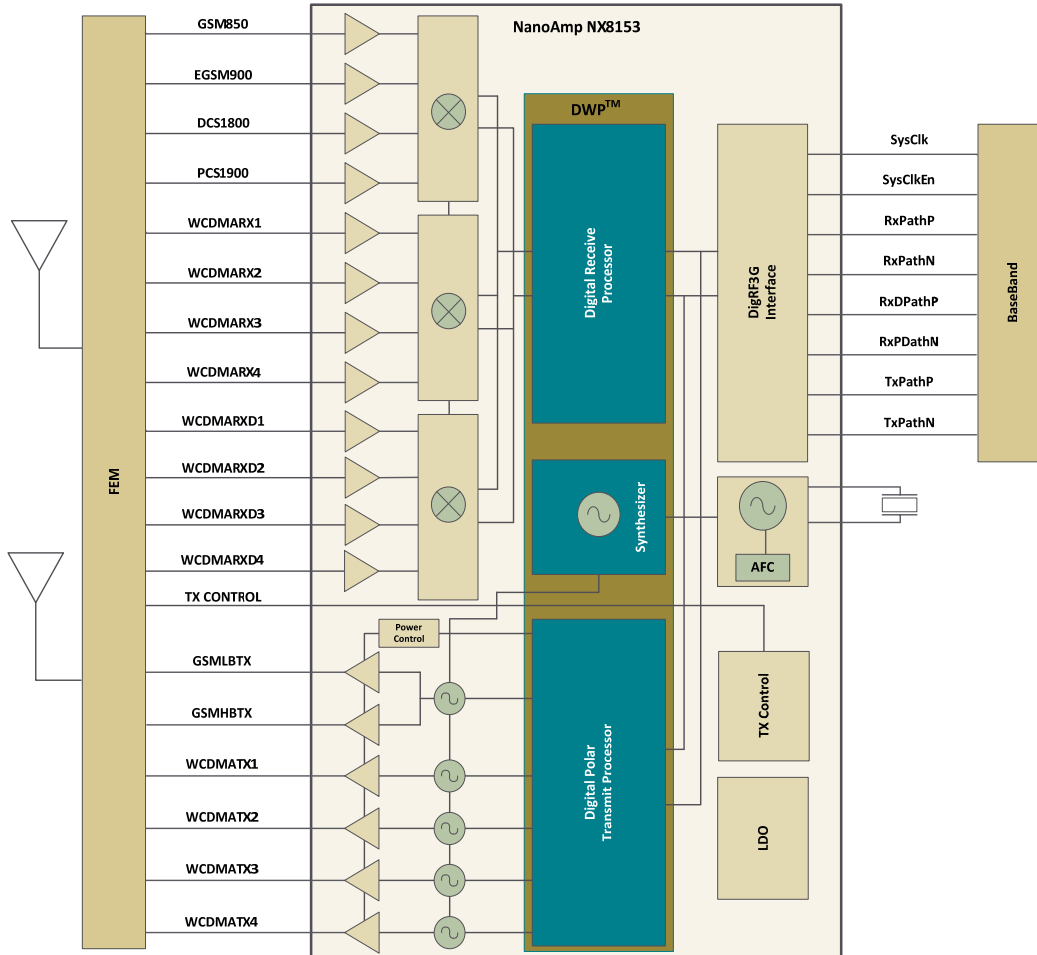 NanoAmp NX8153
GSM850
EGSM900
DCS1800
PCS1900
WCDMARX1
WCDMARX2
WCDMARX3
WCDMARX4
WCDMARXD1
WCDMARXD2
WCDMARXD3
WCDMARXD4
TX CONTROL
GSMLBTX
GSMHBTX
WCDMATX1
WCDMATX2
WCDMATX3
WCDMATX4
FEM
Power
Control
DWP™
Digital Receive
Processor
Synthesizer
Digital Polar
Transmit Processor
DigRF3G
Interface
AFC
TX Control
LDO
SysClk
SysClkEn
RxPathP
RxPathN
RxDPathP
RxPDathN
TxPathP
TxPathN
BaseBand